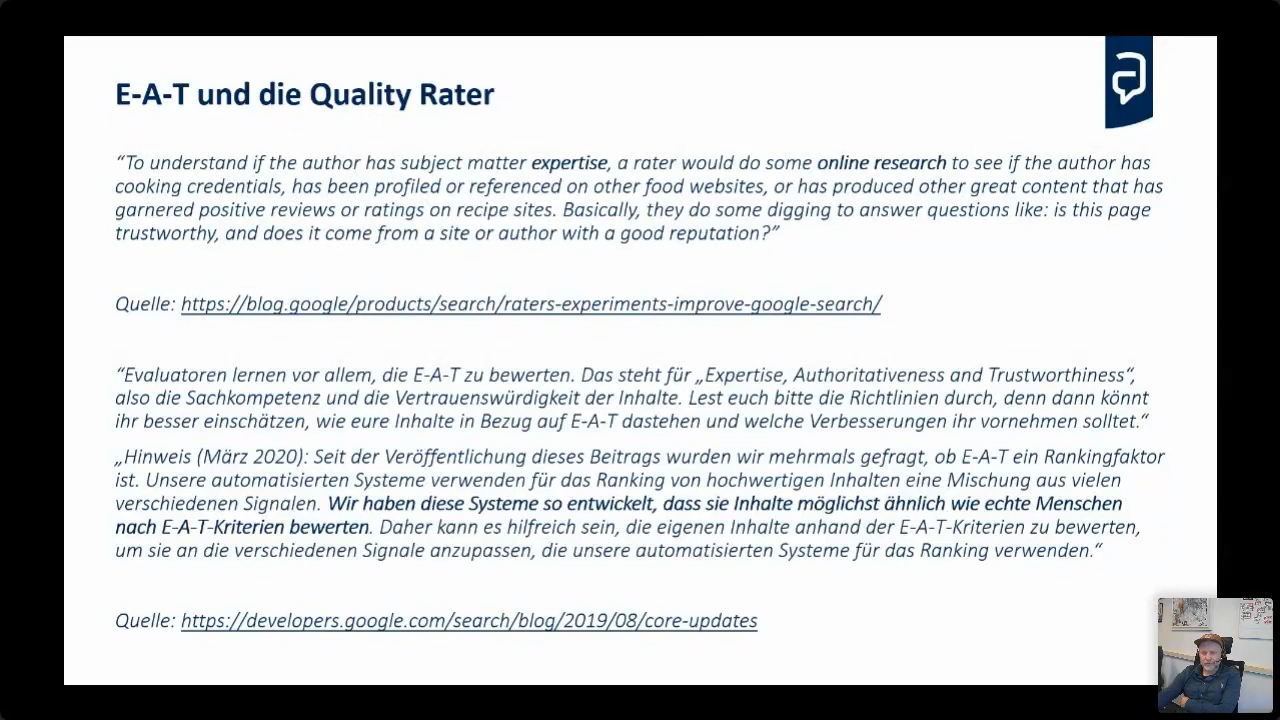 E-A-T und die Quality Rater
“To understand if the author has subject matter expertise, a rater would do some online research to see if the author has
cooking credentials, has been profiled or referenced on other food websites, or has produced other great content that has
garnered positive reviews or ratings on recipe sites. Basically, they do some digging to answer questions like: is this page
trustworthy, and does it come from a site or author with a good reputation?”
Quelle: https://blog.google/products/search/raters-experiments-improve-google-search/
“Evaluatoren lernen vor allem, die E-A-T zu bewerten. Das steht für „Expertise, Authoritativeness and Trustworthiness“,
also die Sachkompetenz und die Vertrauenswürdigkeit der Inhalte. Lest euch bitte die Richtlinien durch, denn dann könnt
ihr besser einschätzen, wie eure Inhalte in Bezug auf E-A-T dastehen und welche Verbesserungen ihr vornehmen solltet.“
„Hinweis (März 2020): Seit der Veröffentlichung dieses Beitrags wurden wir mehrmals gefragt, ob E-A-T ein Rankingfaktor
ist. Unsere automatisierten Systeme verwenden für das Ranking von hochwertigen Inhalten eine Mischung aus vielen
verschiedenen Signalen. Wir haben diese Systeme so entwickelt, dass sie Inhalte möglichst ähnlich wie echte Menschen
nach E-A-T-Kriterien bewerten. Daher kann es hilfreich sein, die eigenen Inhalte anhand der E-A-T-Kriterien zu bewerten,
um sie an die verschiedenen Signale anzupassen, die unsere automatisierten Systeme für das Ranking verwenden.“
Quelle: https://developers.google.com/search/blog/2019/08/core-updates